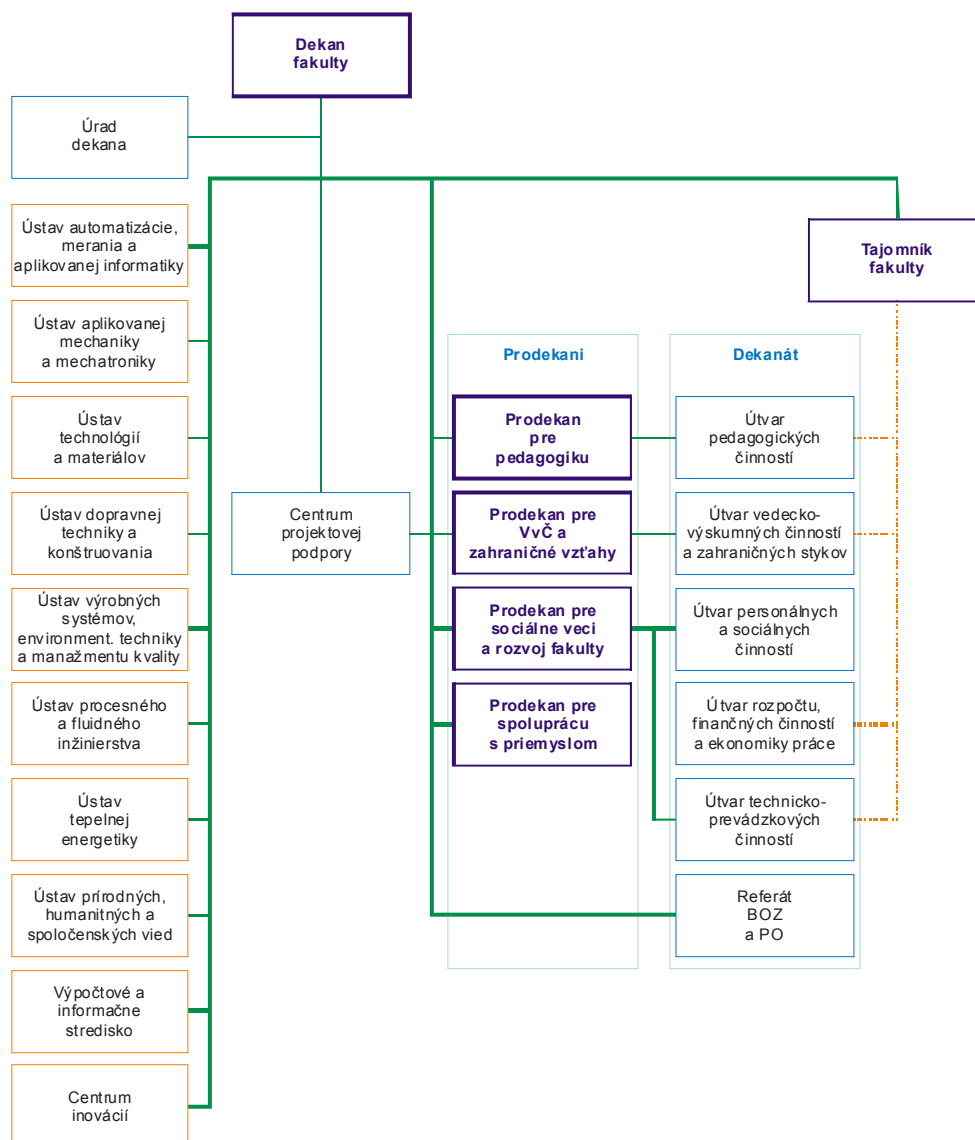 Dekan
fakulty
Úrad
dekana
Ústav automatizácie,
merania a
aplikovanej informatiky
Ústav aplikovanej
mechaniky
a mechatroniky
Ústav
technológií
a materiálov
Ústav dopravnej
techniky a
konštruovania
Ústav výrobných
systémov,
environment. techniky
a manažmentu kvality
Ústav procesného
a fluidného
inžinierstva
Ústav
tepelnej
energetiky
Ústav prírodných,
humanitných a
spoločenských vied
Výpočtové a
informačne
stredisko
Centrum
inovácií
Centrum
projektovej
podpory
Prodekani
Prodekan
pre
pedagogiku
Prodekan pre
VvČ a
zahraničné vzťahy
Prodekan pre
sociálne veci
a rozvoj fakulty
Prodekan pre
spoluprácu
s priemyslom
Dekanát
Útvar
pedagogických
činností
Útvar vedecko-
výskumných činností
a zahraničných stykov
Útvar personálnych
a sociálnych
činností
Útvar rozpočtu,
finančných činností
a ekonomiky práce
Útvar technicko-
prevádzkových
činností
Referát
BOZ
a PO
Tajomník
fakulty